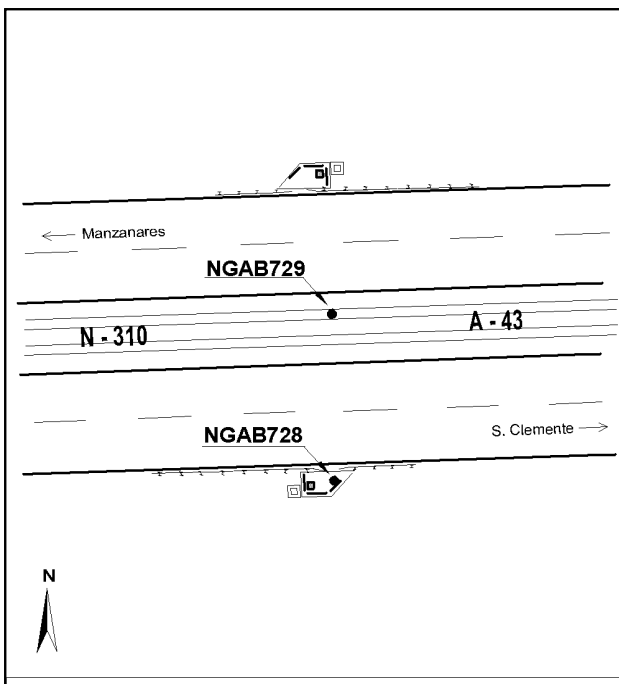 Manzanares
NGAB729
N - 310
A - 43
NGAB728
S. Clemente
N